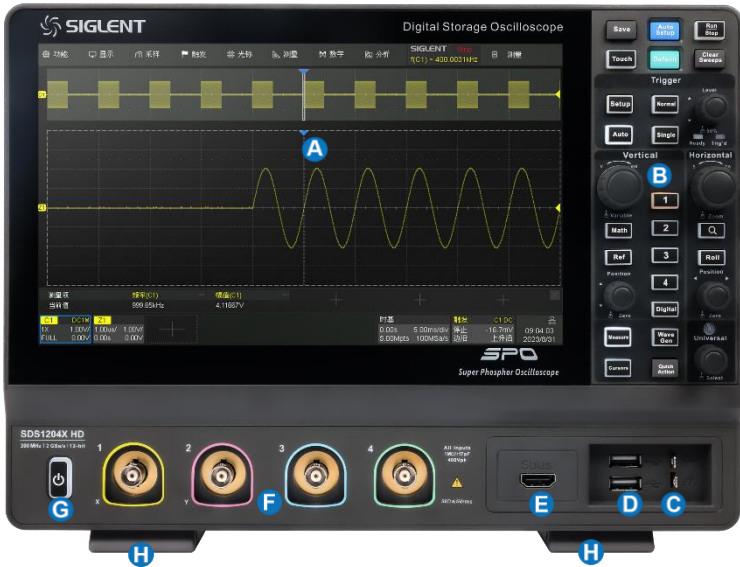 SIGLENT
Digital Storage Oscilloscope
功能 显示 采样 触发 光标 测量 数学 分析
SIGLENT Stop
f(C1) = 400.0031kHz
测量
C1
A
Z1
测量项 频率(C1) 幅值(C1)
当前值 999.65kHz 4.11667V
C1 DC1M Z1
1X 1.00V/ 1.00us/ 1.00V/
FULL 0.00V 0.00s 0.00V
时基 触发 C1 DC
0.00s 5.00ms/div 停止 -16.7mV 09:04:03
5.00Mpts 100MSa/s 边沿 上升沿 2023/8/31
SPO
Super Phosphor Oscilloscope
Save
Auto Setup
Run Stop
Touch
Default
Clear Sweeps
Trigger
Level
Setup
Normal
Auto
Single
50%
Ready Trig'd
Vertical
Horizontal
B
1
Variable
Zoom
Math
2
Ref
3
Roll
Position
Position
4
Zero
Zero
Digital
Measure
Wave Gen
Universal
Cursors
Quick Action
Select
SDS1204X HD
200 MHz | 2 GSa/s | 12-bit
1
2
3
4
X
Y
All Inputs
400Vpk
Sbus
G
F
E
D
C
H
H